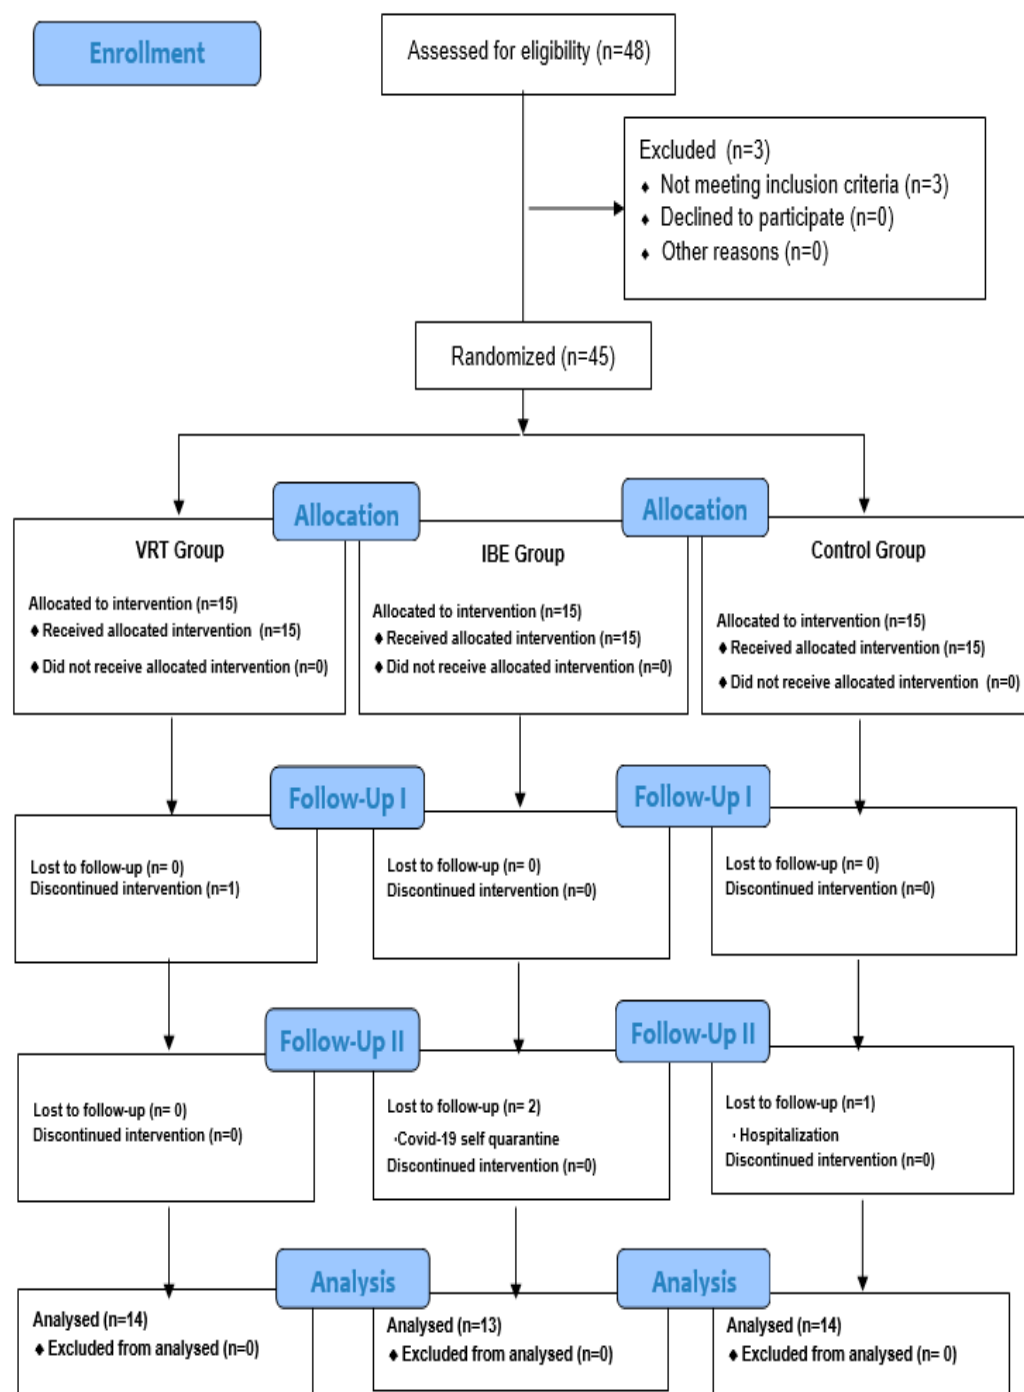 Enrollment
Assessed for eligibility (n=48)
Excluded (n=3)
♦ Not meeting inclusion criteria (n=3)
♦ Declined to participate (n=0)
♦ Other reasons (n=0)
Randomized (n=45)
Allocation
Allocation
VRT Group
Allocated to intervention (n=15)
♦ Received allocated intervention (n=15)
♦ Did not receive allocated intervention (n=0)
IBE Group
Allocated to intervention (n=15)
♦ Received allocated intervention (n=15)
♦ Did not receive allocated intervention (n=0)
Control Group
Allocated to intervention (n=15)
♦ Received allocated intervention (n=15)
♦ Did not receive allocated intervention (n=0)
Follow-Up I
Follow-Up I
Lost to follow-up (n= 0)
Discontinued intervention (n=1)
Lost to follow-up (n= 0)
Discontinued intervention (n=0)
Lost to follow-up (n= 0)
Discontinued intervention (n=0)
Follow-Up II
Follow-Up II
Lost to follow-up (n= 0)
Discontinued intervention (n=0)
Lost to follow-up (n= 2)
·Covid-19 self quarantine
Discontinued intervention (n=0)
Lost to follow-up (n=1)
· Hospitalization
Discontinued intervention (n=0)
Analysis
Analysis
Analysed (n=14)
♦ Excluded from analysed (n=0)
Analysed (n=13)
♦ Excluded from analysed (n=0)
Analysed (n=14)
♦ Excluded from analysed (n= 0)